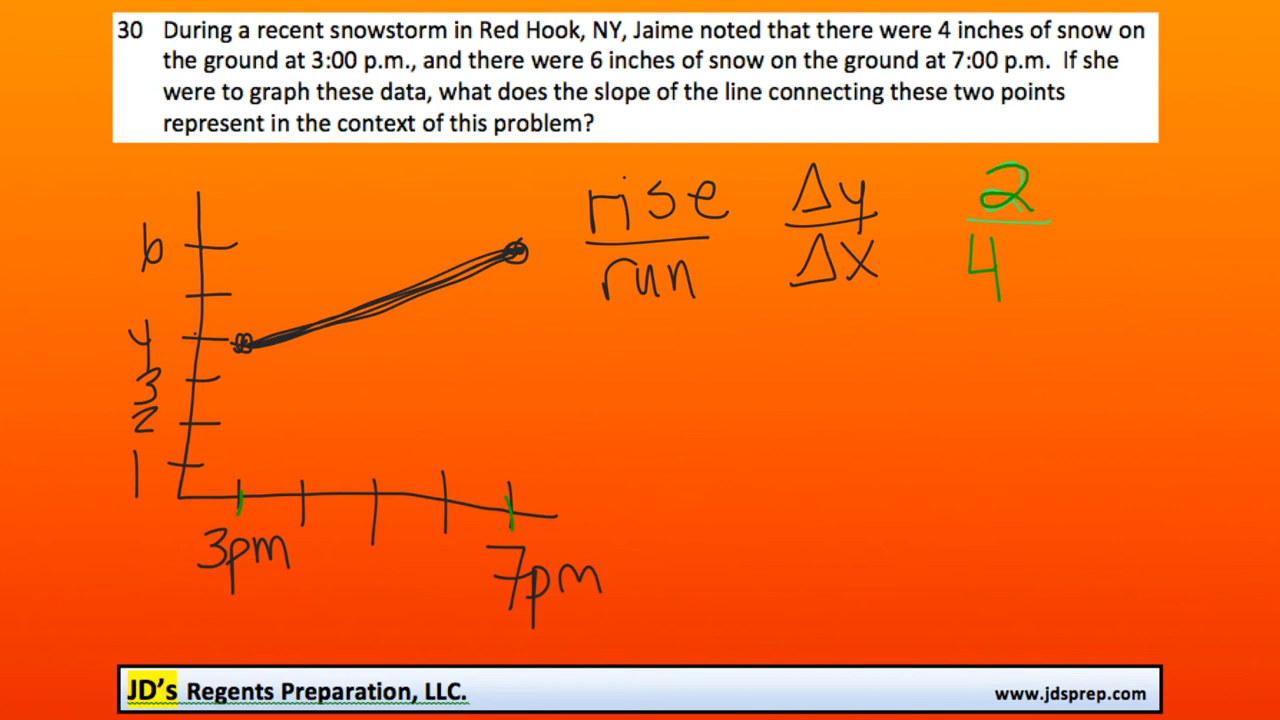 30 During a recent snowstorm in Red Hook, NY, Jaime noted that there were 4 inches of snow on
the ground at 3:00 p.m., and there were 6 inches of snow on the ground at 7:00 p.m. If she
were to graph these data, what does the slope of the line connecting these two points
represent in the context of this problem?
rise Δy 2
run Δx 4
6
4
3
2
1
3pm
7pm
JD's Regents Preparation, LLC. www.jdsprep.com